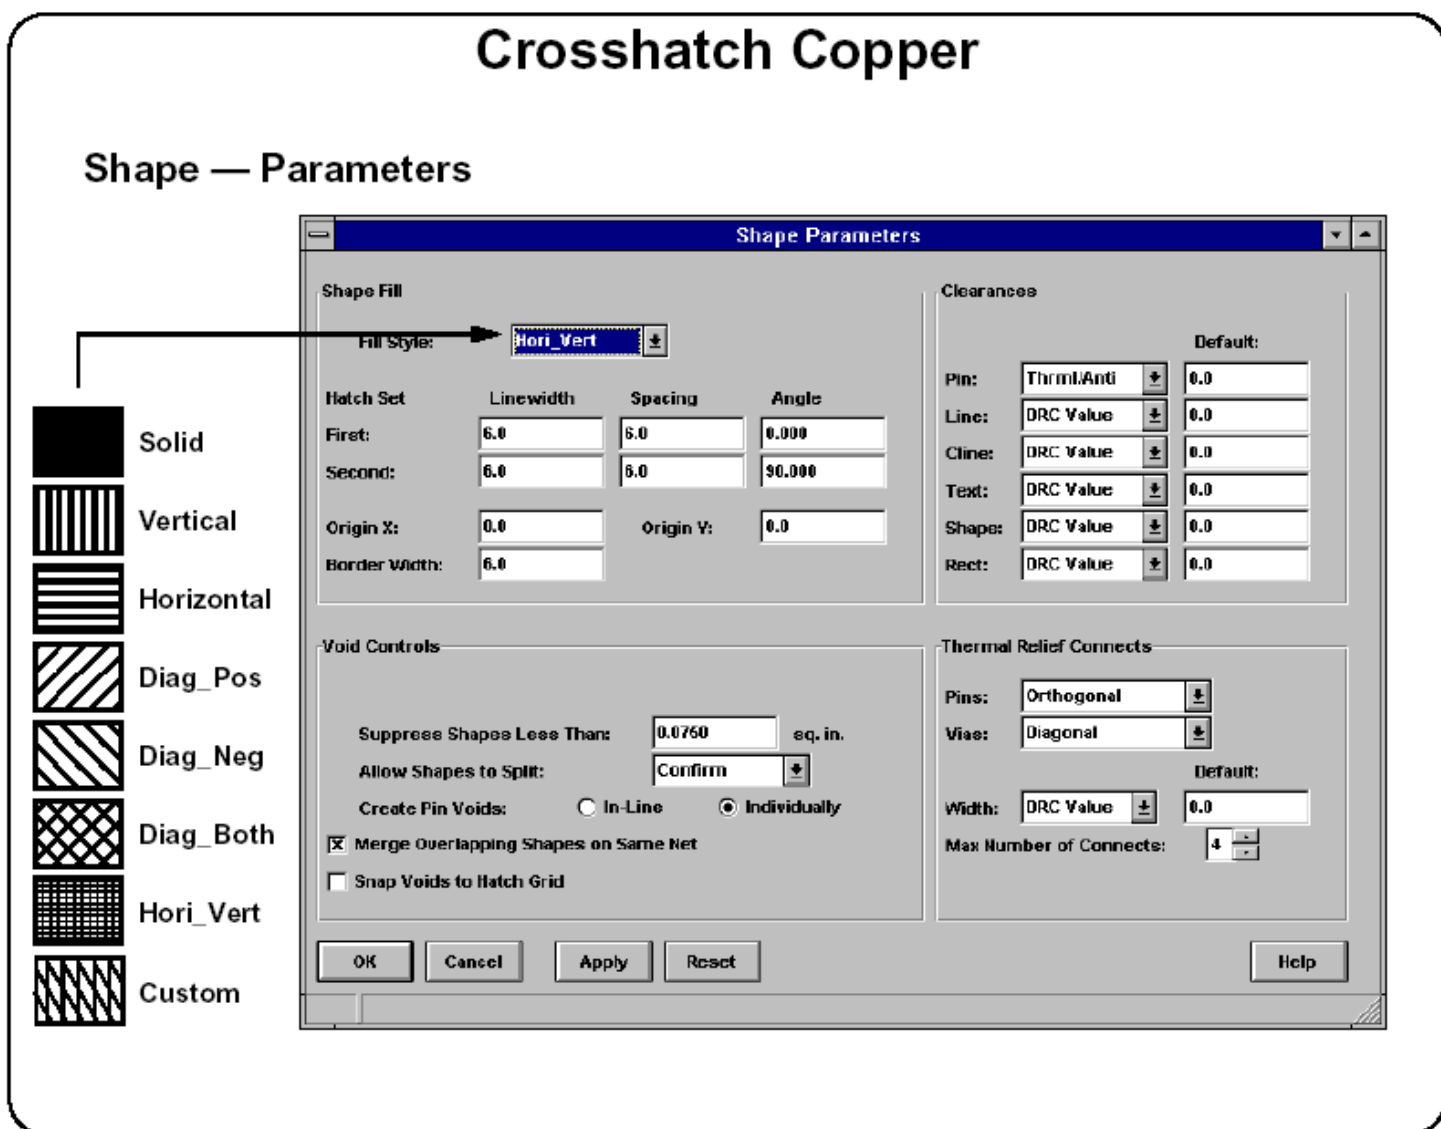 Crosshatch Copper
Shape — Parameters
Shape Parameters
Shape Fill
Fill Style: Hori_Vert
Hatch Set Linewidth Spacing Angle
First: 6.0 6.0 0.000
Second: 6.0 6.0 90.000
Origin X: 0.0 Origin Y: 0.0
Border Width: 6.0
Clearances
Default:
Pin: Thrml/Anti 0.0
Line: DRC Value 0.0
Cline: DRC Value 0.0
Text: DRC Value 0.0
Shape: DRC Value 0.0
Rect: DRC Value 0.0
Void Controls
Suppress Shapes Less Than: 0.0760 sq. in.
Allow Shapes to Split: Confirm
Create Pin Voids: In-Line Individually
Merge Overlapping Shapes on Same Net
Snap Voids to Hatch Grid
Thermal Relief Connects
Pins: Orthogonal
Vias: Diagonal
Default:
Width: DRC Value 0.0
Max Number of Connects: 4
OK Cancel Apply Reset Help
Solid
Vertical
Horizontal
Diag_Pos
Diag_Neg
Diag_Both
Hori_Vert
Custom